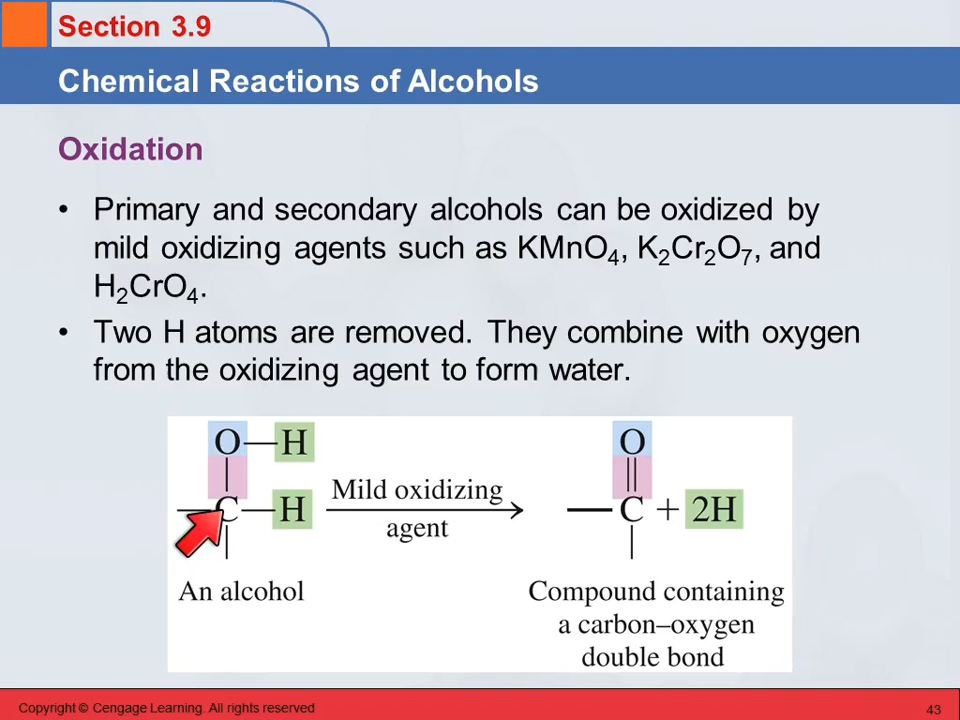 Section 3.9
Chemical Reactions of Alcohols
Oxidation
• Primary and secondary alcohols can be oxidized by
mild oxidizing agents such as KMnO₄, K₂Cr₂O₇, and
H₂CrO₄.
• Two H atoms are removed. They combine with oxygen
from the oxidizing agent to form water.
O—H
C—H
Mild oxidizing
agent
An alcohol
O
C + 2H
Compound containing
a carbon–oxygen
double bond
Copyright © Cengage Learning. All rights reserved
43